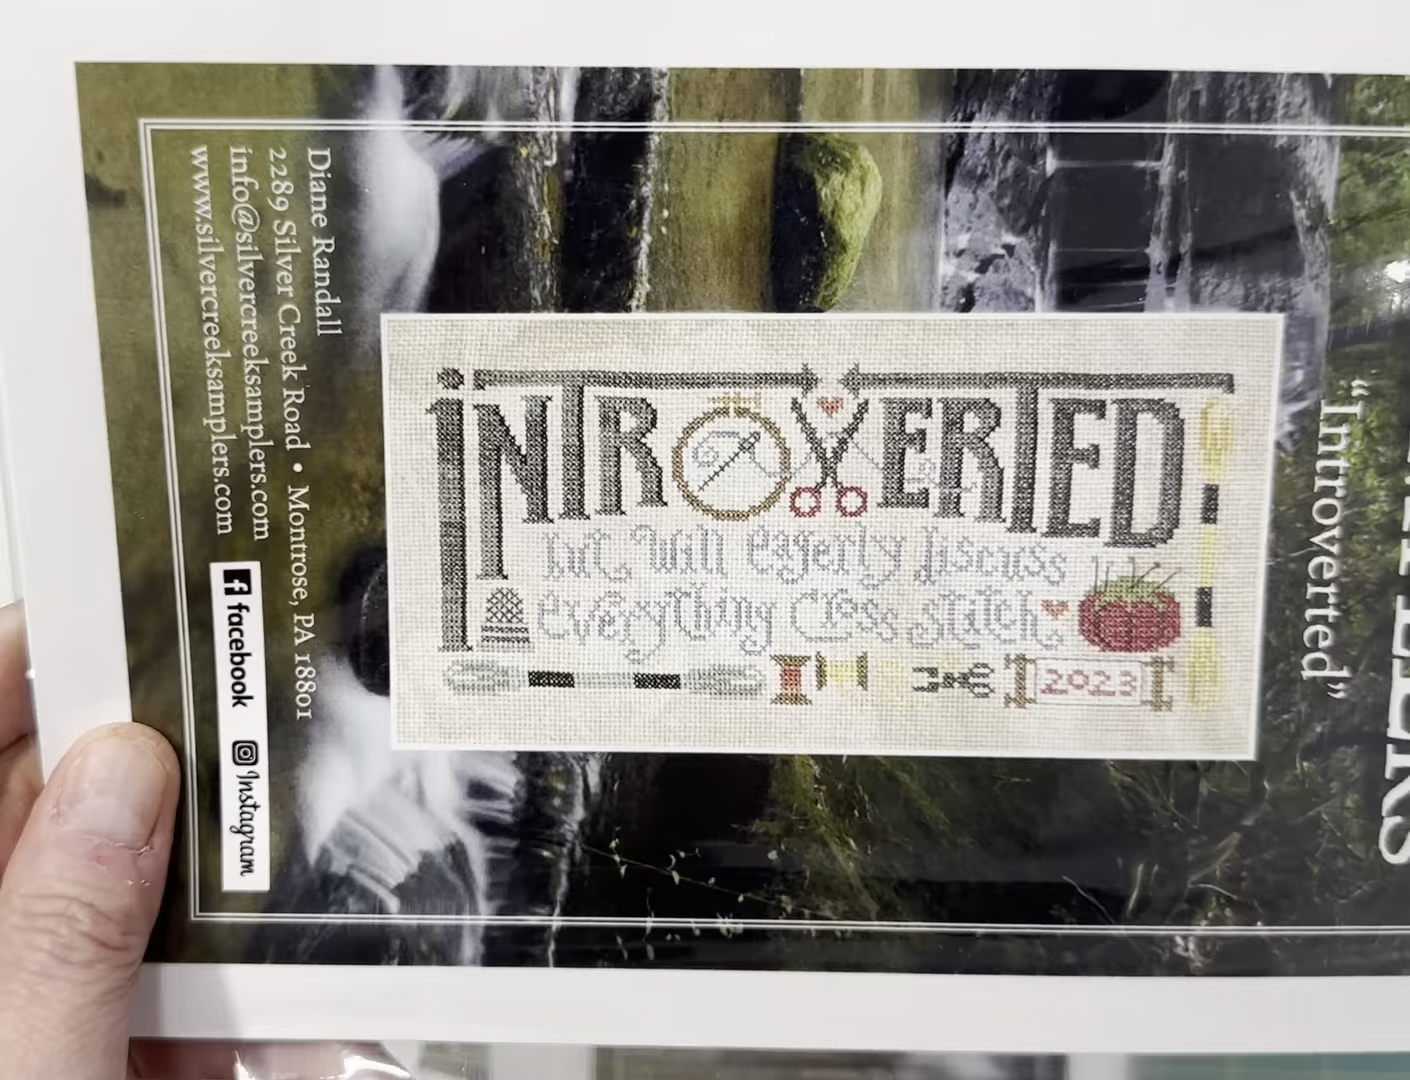 INTROVERTED
but will eagerly discuss
everything cross stitch
2023
"Introverted"
Diane Randall
2289 Silver Creek Road • Montrose, PA 18801
info@silvercreeksamplers.com
www.silvercreeksamplers.com
facebook Instagram